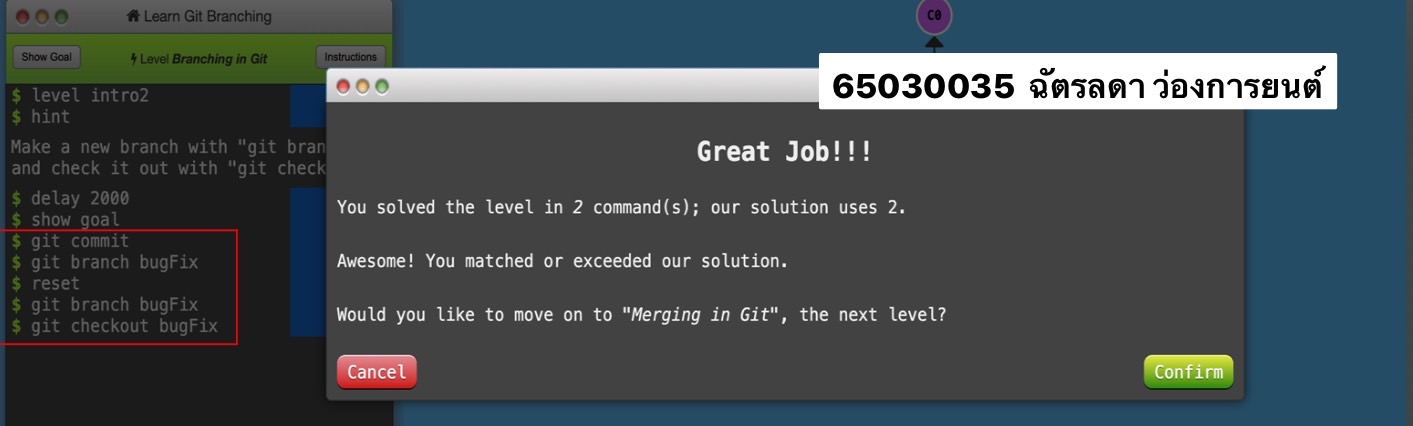 Learn Git Branching
C0
Show Goal
Level Branching in Git
Instructions
65030035 ฉัตรลดา ว่องการยนต์
$ level intro2
$ hint
Make a new branch with "git bran
and check it out with "git check
$ delay 2000
$ show goal
$ git commit
$ git branch bugFix
$ reset
$ git branch bugFix
$ git checkout bugFix
Great Job!!!
You solved the level in 2 command(s); our solution uses 2.
Awesome! You matched or exceeded our solution.
Would you like to move on to "Merging in Git", the next level?
Cancel
Confirm